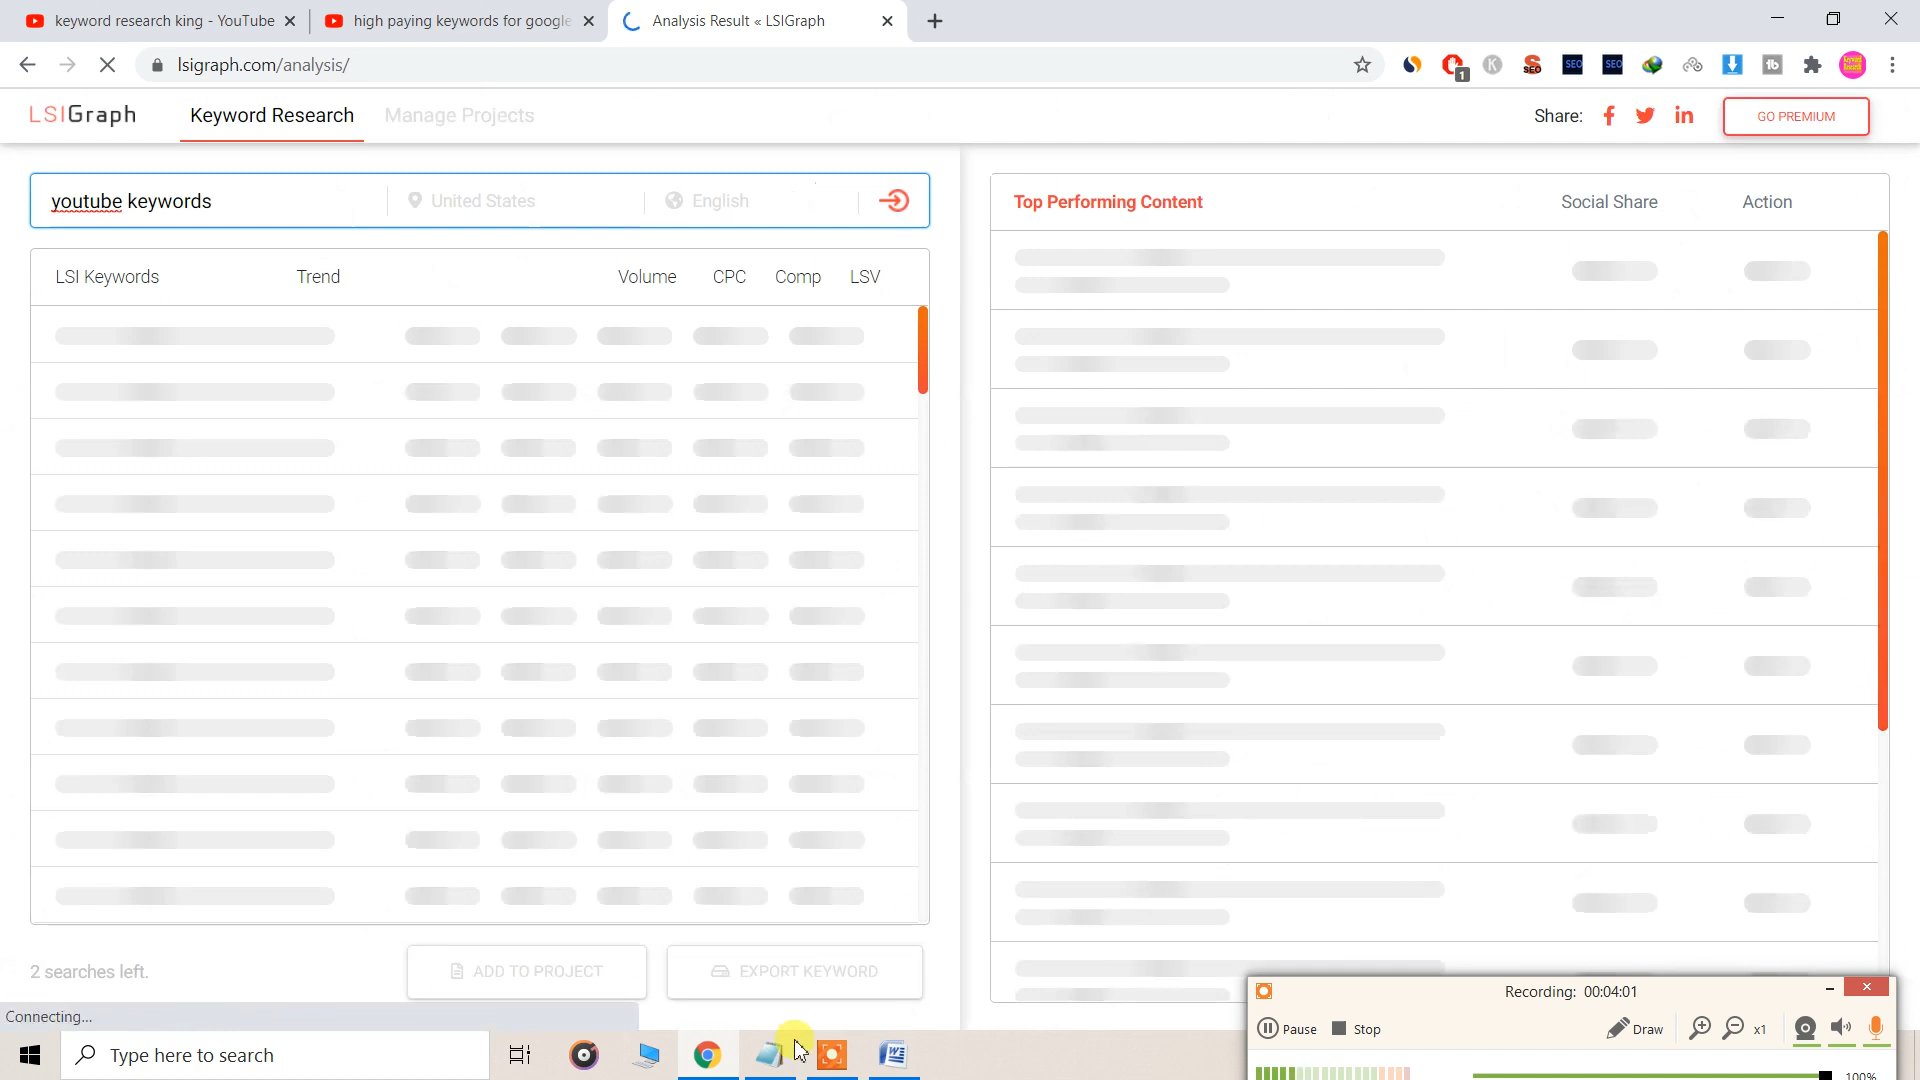 keyword research king - YouTube
high paying keywords for google
Analysis Result « LSIGraph
lsigraph.com/analysis/
LSIGraph
Keyword Research
Manage Projects
Share:
GO PREMIUM
youtube keywords
United States
English
LSI Keywords Trend Volume CPC Comp LSV
Top Performing Content Social Share Action
2 searches left.
ADD TO PROJECT
EXPORT KEYWORD
Connecting...
Recording: 00:04:01
Pause
Stop
Draw
x1
100%
Type here to search